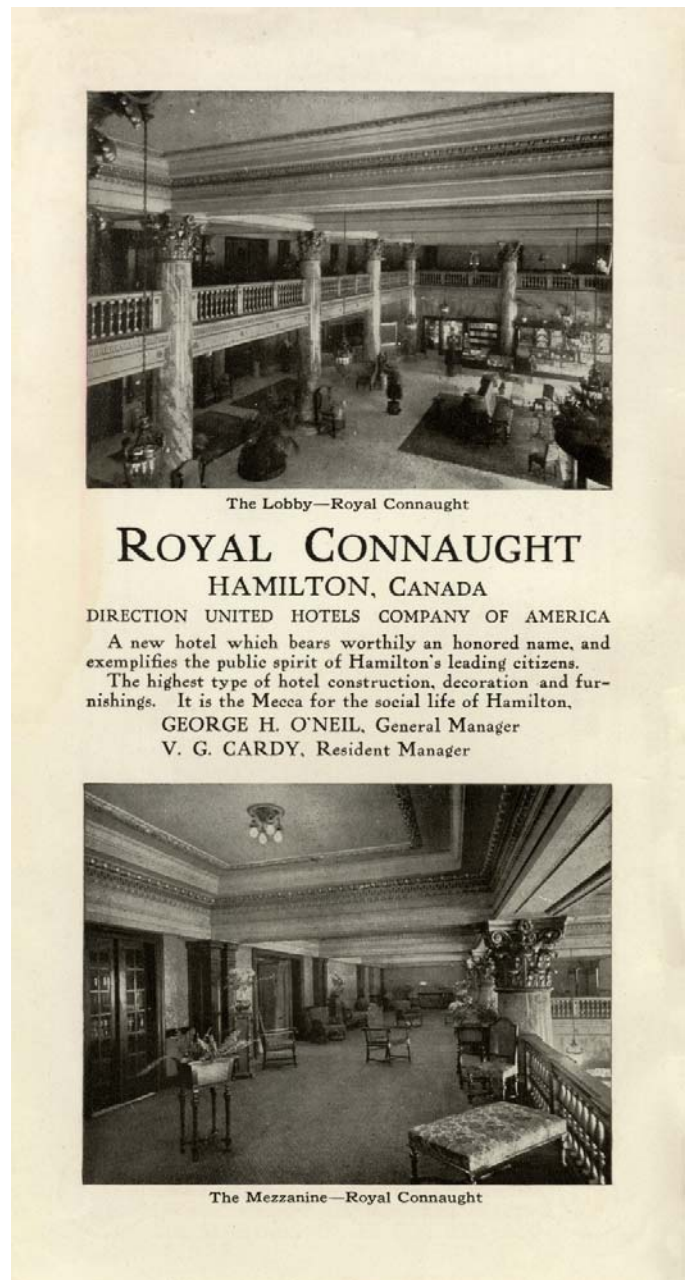 The Lobby—Royal Connaught
ROYAL CONNAUGHT
HAMILTON, CANADA
DIRECTION UNITED HOTELS COMPANY OF AMERICA
A new hotel which bears worthily an honored name, and
exemplifies the public spirit of Hamilton's leading citizens.
The highest type of hotel construction, decoration and fur-
nishings. It is the Mecca for the social life of Hamilton,
GEORGE H. O'NEIL, General Manager
V. G. CARDY, Resident Manager
The Mezzanine—Royal Connaught